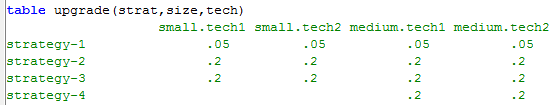 table upgrade(strat,size,tech)
small.tech1 small.tech2 medium.tech1 medium.tech2
strategy-1 .05 .05 .05 .05
strategy-2 .2 .2 .2 .2
strategy-3 .2 .2 .2 .2
strategy-4 .2 .2